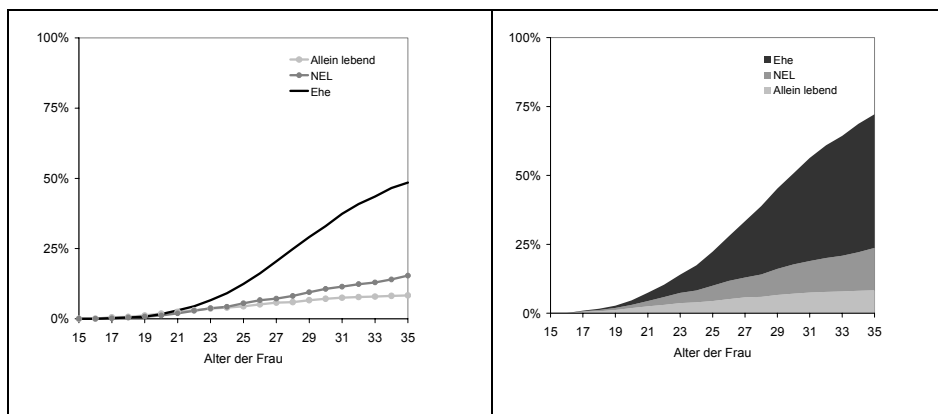 100%
75%
50%
25%
0%
15 17 19 21 23 25 27 29 31 33 35
Alter der Frau
Allein lebend
NEL
Ehe
100%
75%
50%
25%
0%
15 17 19 21 23 25 27 29 31 33 35
Alter der Frau
Ehe
NEL
Allein lebend